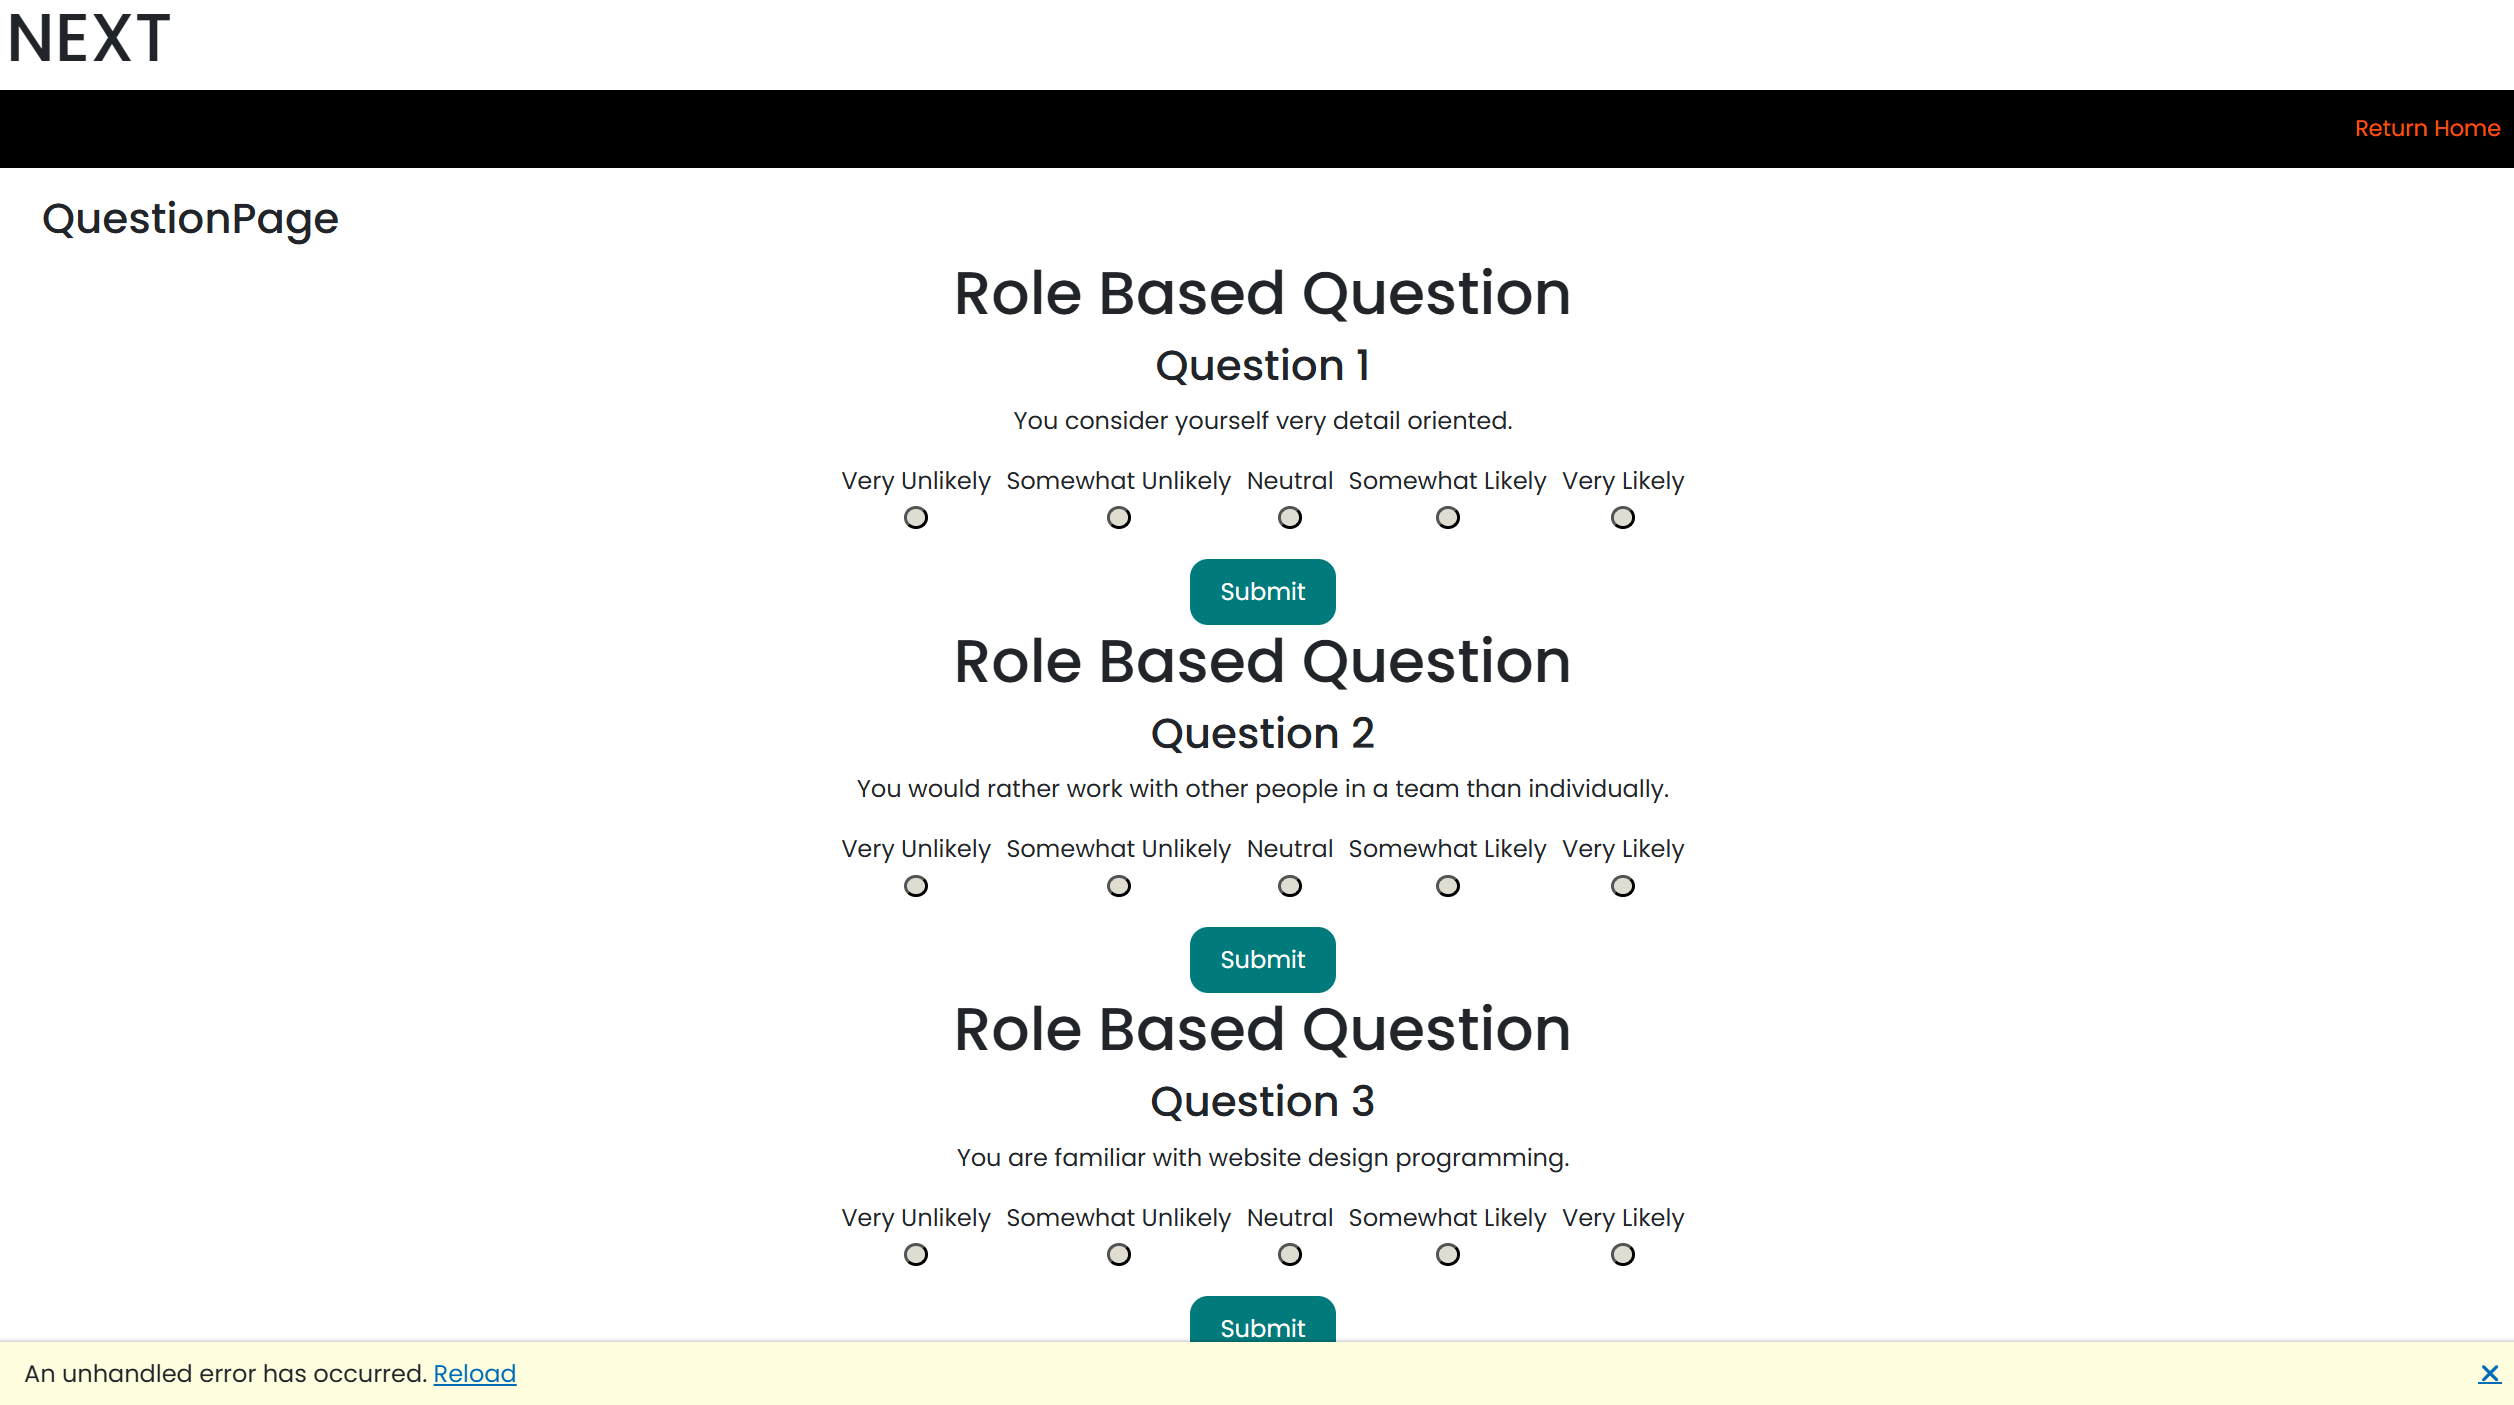 NEXT
Return Home
QuestionPage
Role Based Question
Question 1
You consider yourself very detail oriented.
Very Unlikely Somewhat Unlikely Neutral Somewhat Likely Very Likely
Submit
Role Based Question
Question 2
You would rather work with other people in a team than individually.
Very Unlikely Somewhat Unlikely Neutral Somewhat Likely Very Likely
Submit
Role Based Question
Question 3
You are familiar with website design programming.
Very Unlikely Somewhat Unlikely Neutral Somewhat Likely Very Likely
Submit
An unhandled error has occurred. Reload ✕